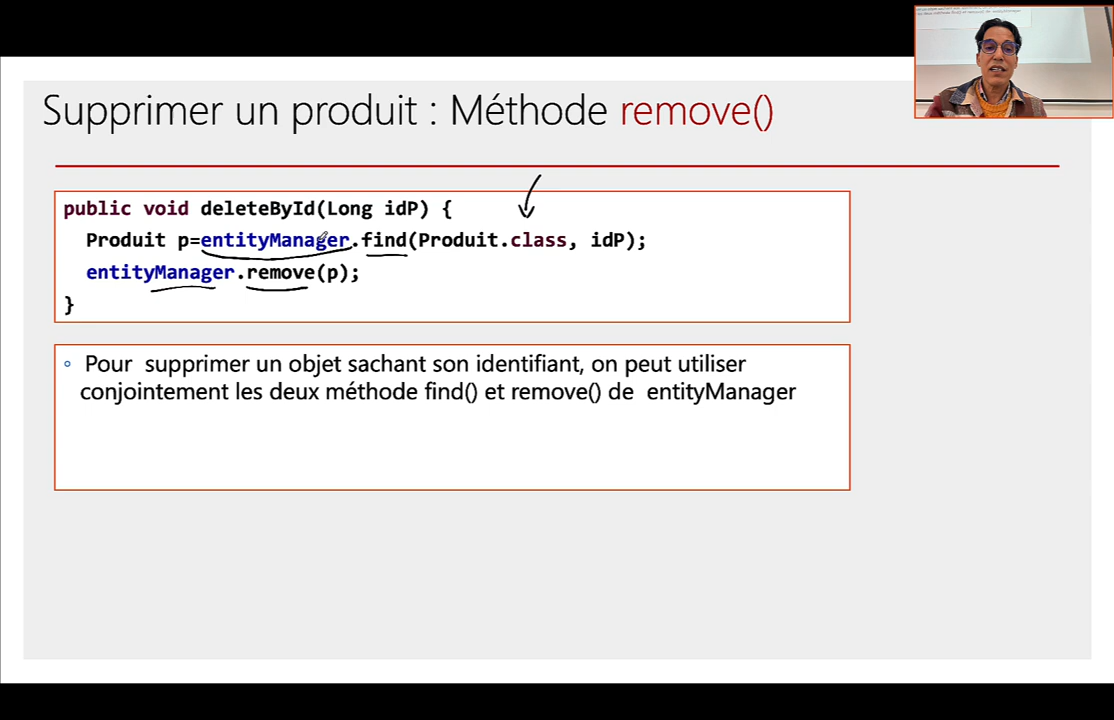 Supprimer un produit : Méthode remove()
public void deleteById(Long idP) {
Produit p=entityManager.find(Produit.class, idP);
entityManager.remove(p);
}
Pour supprimer un objet sachant son identifiant, on peut utiliser
conjointement les deux méthode find() et remove() de entityManager